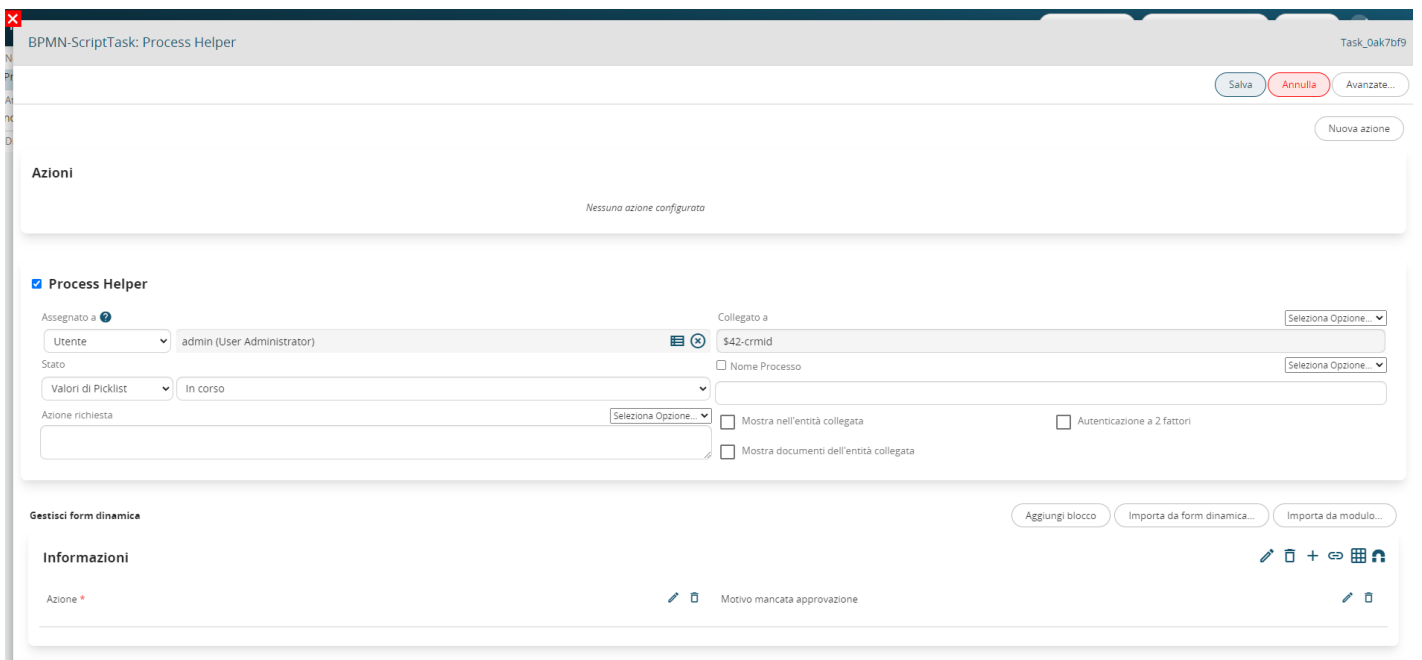 BPMN-ScriptTask: Process Helper
Task_0ak7bf9
Salva
Annulla
Avanzate...
Nuova azione
Azioni
Nessuna azione configurata
Process Helper
Assegnato a
Collegato a
Seleziona Opzione...
Utente
admin (User Administrator)
$42-crmid
Stato
Nome Processo
Seleziona Opzione...
Valori di Picklist
In corso
Azione richiesta
Seleziona Opzione...
Mostra nell'entità collegata
Autenticazione a 2 fattori
Mostra documenti dell'entità collegata
Gestisci form dinamica
Aggiungi blocco
Importa da form dinamica...
Importa da modulo...
Informazioni
Azione *
Motivo mancata approvazione